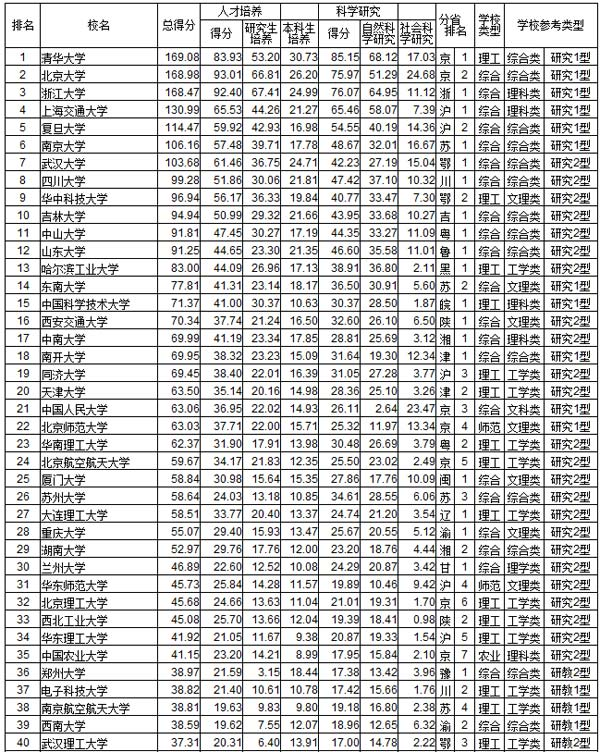 排名 校名 总得分 人才培养 科学研究 分省排名 学校类型 学校参考类型
得分 研究生培养 本科生培养 得分 自然科学研究 社会科学研究
1 清华大学 169.08 83.93 53.20 30.73 85.15 68.12 17.03 京 1 理工 综合类 研究1型
2 北京大学 168.98 93.01 66.81 26.20 75.97 51.29 24.68 京 2 综合 综合类 研究1型
3 浙江大学 168.47 92.40 67.41 24.99 76.07 64.95 11.12 浙 1 综合 理科类 研究1型
4 上海交通大学 130.99 65.53 44.26 21.27 65.46 58.07 7.39 沪 1 综合 理科类 研究1型
5 复旦大学 114.47 59.92 42.93 16.98 54.55 40.19 14.36 沪 2 综合 综合类 研究1型
6 南京大学 106.16 57.48 39.71 17.78 48.67 32.01 16.67 苏 1 综合 综合类 研究1型
7 武汉大学 103.68 61.46 36.75 24.71 42.23 27.19 15.04 鄂 1 综合 综合类 研究2型
8 四川大学 99.28 51.86 30.06 21.81 47.42 37.10 10.32 川 1 综合 综合类 研究2型
9 华中科技大学 96.94 56.17 36.33 19.84 40.77 33.47 7.30 鄂 2 理工 文理类 研究2型
10 吉林大学 94.94 50.99 29.32 21.66 43.95 33.68 10.27 吉 1 综合 综合类 研究2型
11 中山大学 91.81 47.45 30.27 17.19 44.35 33.27 11.09 粤 1 综合 综合类 研究2型
12 山东大学 91.25 44.65 23.30 21.35 46.60 35.58 11.01 鲁 1 综合 综合类 研究2型
13 哈尔滨工业大学 83.00 44.09 26.96 17.13 38.91 36.80 2.11 黑 1 理工 工学类 研究2型
14 东南大学 77.81 41.31 23.14 18.17 36.50 30.91 5.60 苏 2 综合 文理类 研究1型
15 中国科学技术大学 71.37 41.00 30.37 10.63 30.37 28.50 1.87 皖 1 理工 理科类 研究1型
16 西安交通大学 70.34 37.74 21.24 16.50 32.60 26.10 6.50 陕 1 综合 文理类 研究2型
17 中南大学 69.99 41.19 23.34 17.85 28.81 25.69 3.12 湘 1 综合 理科类 研究2型
18 南开大学 69.95 38.32 23.23 15.09 31.64 19.30 12.34 津 1 综合 综合类 研究1型
19 同济大学 69.45 38.40 22.01 16.39 31.05 27.28 3.77 沪 3 理工 工学类 研究2型
20 天津大学 63.50 35.14 20.16 14.98 28.36 25.10 3.26 津 2 理工 工学类 研究2型
21 中国人民大学 63.06 36.95 22.02 14.93 26.11 2.64 23.47 京 3 综合 文科类 研究1型
22 北京师范大学 63.03 37.71 22.00 15.71 25.32 11.97 13.34 京 4 师范 文理类 研究1型
23 华南理工大学 62.37 31.90 17.91 13.98 30.48 26.69 3.79 粤 2 理工 工学类 研究2型
24 北京航空航天大学 59.67 34.17 21.83 12.35 25.50 23.02 2.49 京 5 理工 工学类 研究2型
25 厦门大学 58.84 30.98 15.64 15.35 27.86 17.76 10.09 闽 1 综合 文理类 研究2型
26 苏州大学 58.64 24.03 13.18 10.85 34.61 28.55 6.06 苏 3 综合 综合类 研究2型
27 大连理工大学 58.51 33.77 20.40 13.37 24.74 21.20 3.54 辽 1 理工 工学类 研究2型
28 重庆大学 55.07 29.40 15.93 13.47 25.67 20.55 5.12 渝 1 综合 文理类 研究2型
29 湖南大学 52.97 29.76 17.76 12.00 23.20 18.76 4.44 湘 2 综合 综合类 研究2型
30 兰州大学 46.89 22.60 12.52 10.08 24.29 20.87 3.42 甘 1 综合 理学类 研究2型
31 华东师范大学 45.73 25.84 14.28 11.57 19.89 10.46 9.42 沪 4 师范 文理类 研究2型
32 北京理工大学 45.68 24.66 13.63 11.04 21.01 19.31 1.70 京 6 理工 工学类 研究2型
33 西北工业大学 45.08 25.70 13.66 12.04 19.39 18.41 0.98 陕 2 理工 工学类 研究2型
34 华东理工大学 41.92 21.05 11.67 9.38 20.87 19.33 1.54 沪 5 理工 工学类 研究2型
35 中国农业大学 41.15 23.20 14.21 8.99 17.95 15.84 2.10 京 7 农业 理科类 研究2型
36 郑州大学 38.97 21.59 3.15 18.44 17.38 13.42 3.96 豫 1 综合 综合类 研教2型
37 电子科技大学 38.82 21.40 10.61 10.78 17.42 15.66 1.76 川 2 理工 工学类 研教1型
38 南京航空航天大学 38.81 19.63 9.83 9.80 19.18 16.80 2.38 苏 4 理工 工学类 研教1型
39 西南大学 38.59 19.62 7.55 12.07 18.96 12.65 6.32 渝 2 综合 综合类 研教1型
40 武汉理工大学 37.31 20.31 6.40 13.91 17.00 14.78 2.22 鄂 3 理工 工学类 研教2型